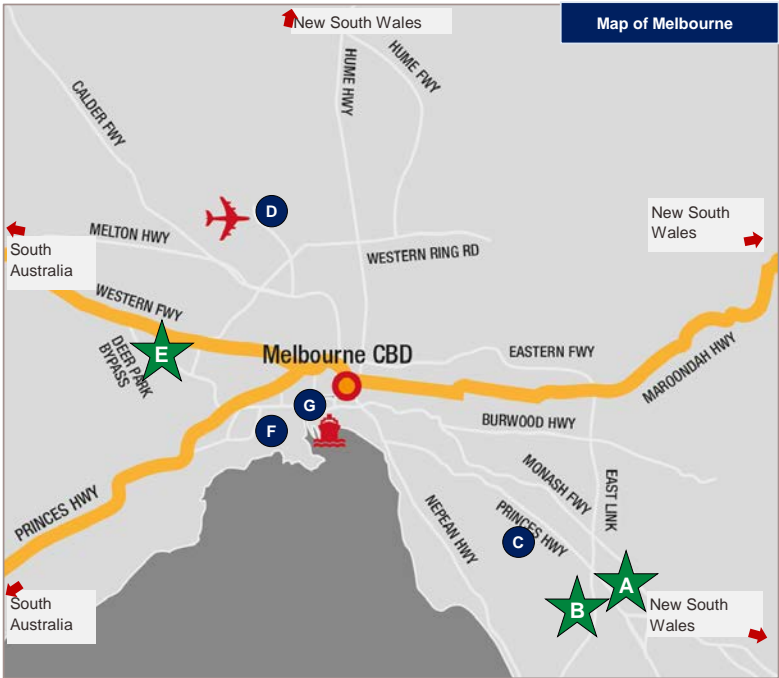 New South Wales
Map of Melbourne
HUME HWY
HUME FWY
CALDER FWY
D
New South
Wales
MELTON HWY
South
Australia
WESTERN RING RD
WESTERN FWY
E
DEER PARK
BYPASS
Melbourne CBD
EASTERN FWY
MAROONDAH HWY
G
F
BURWOOD HWY
MONASH FWY
EAST LINK
PRINCES HWY
NEPEAN HWY
PRINCES HWY
C
A
B
South
Australia
New South
Wales